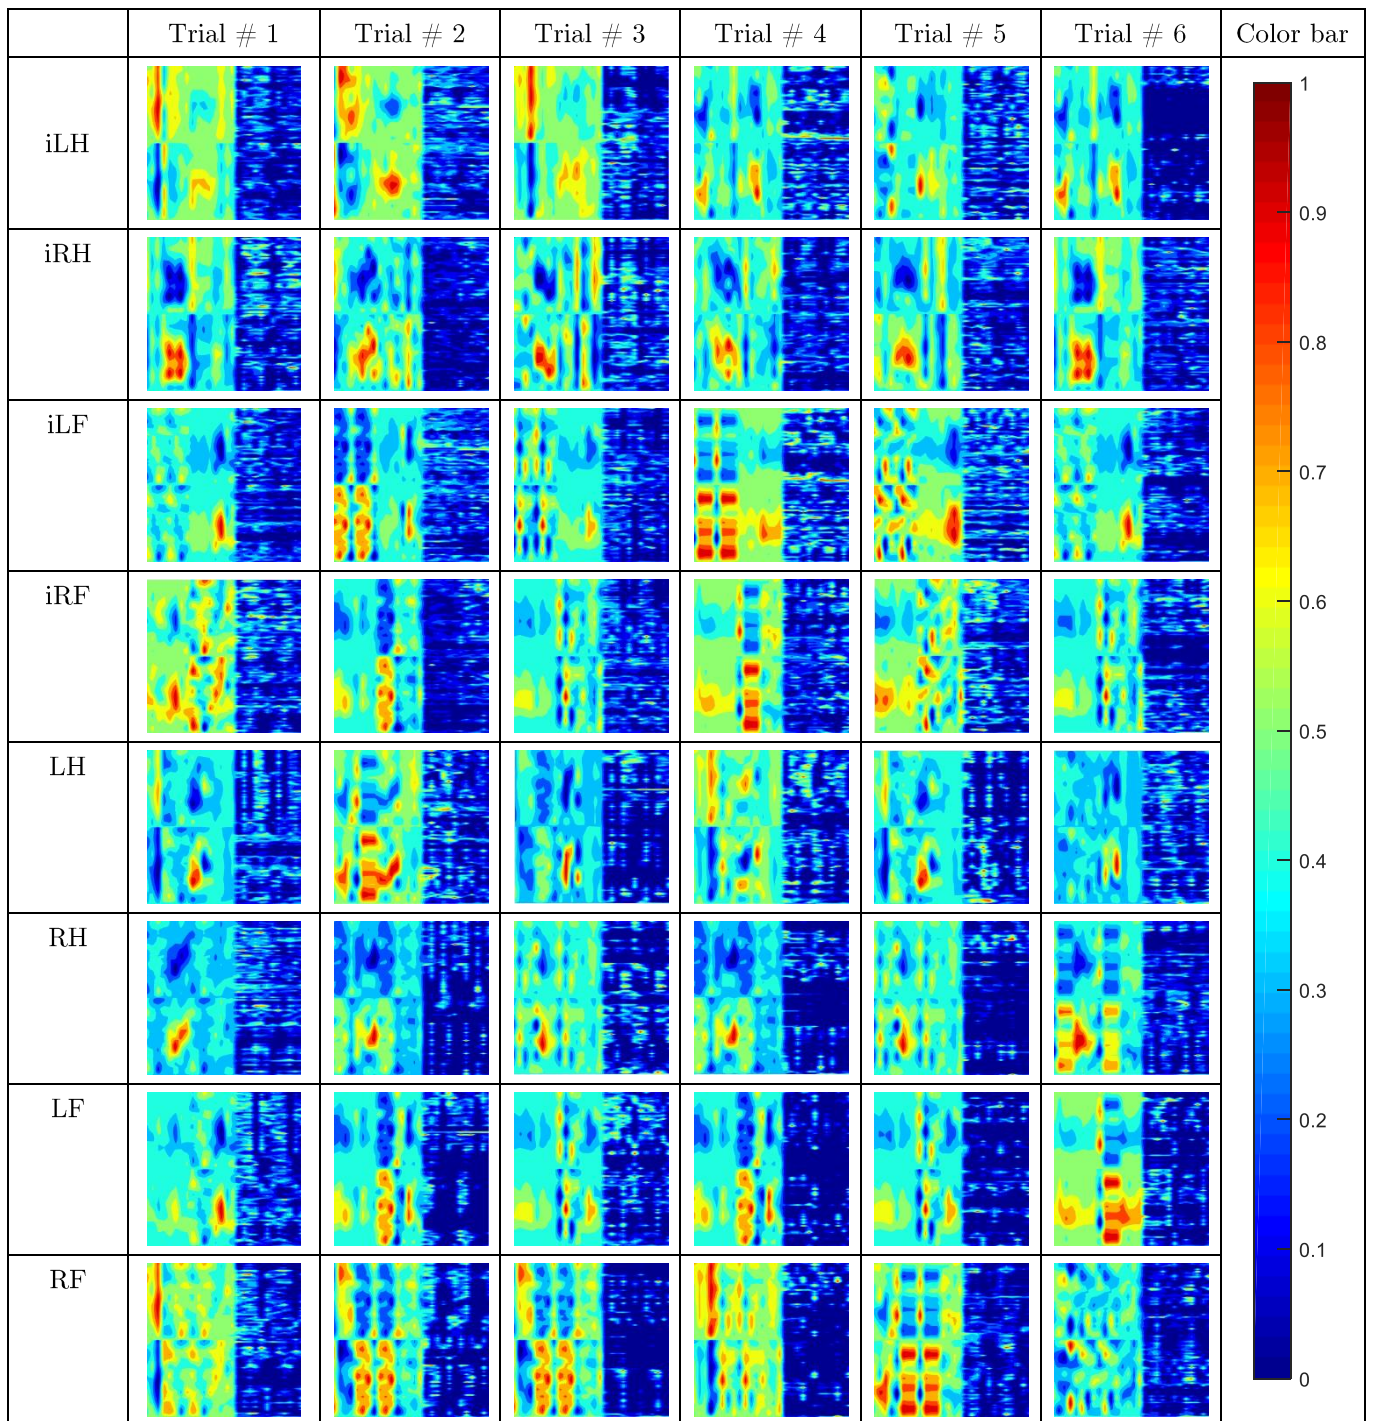 Trial # 1 Trial # 2 Trial # 3 Trial # 4 Trial # 5 Trial # 6 Color bar
iLH
iRH
iLF
iRF
LH
RH
LF
RF
1
0.9
0.8
0.7
0.6
0.5
0.4
0.3
0.2
0.1
0